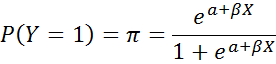 P(Y = 1) = π = e^{α+βX} / (1 + e^{α+βX})